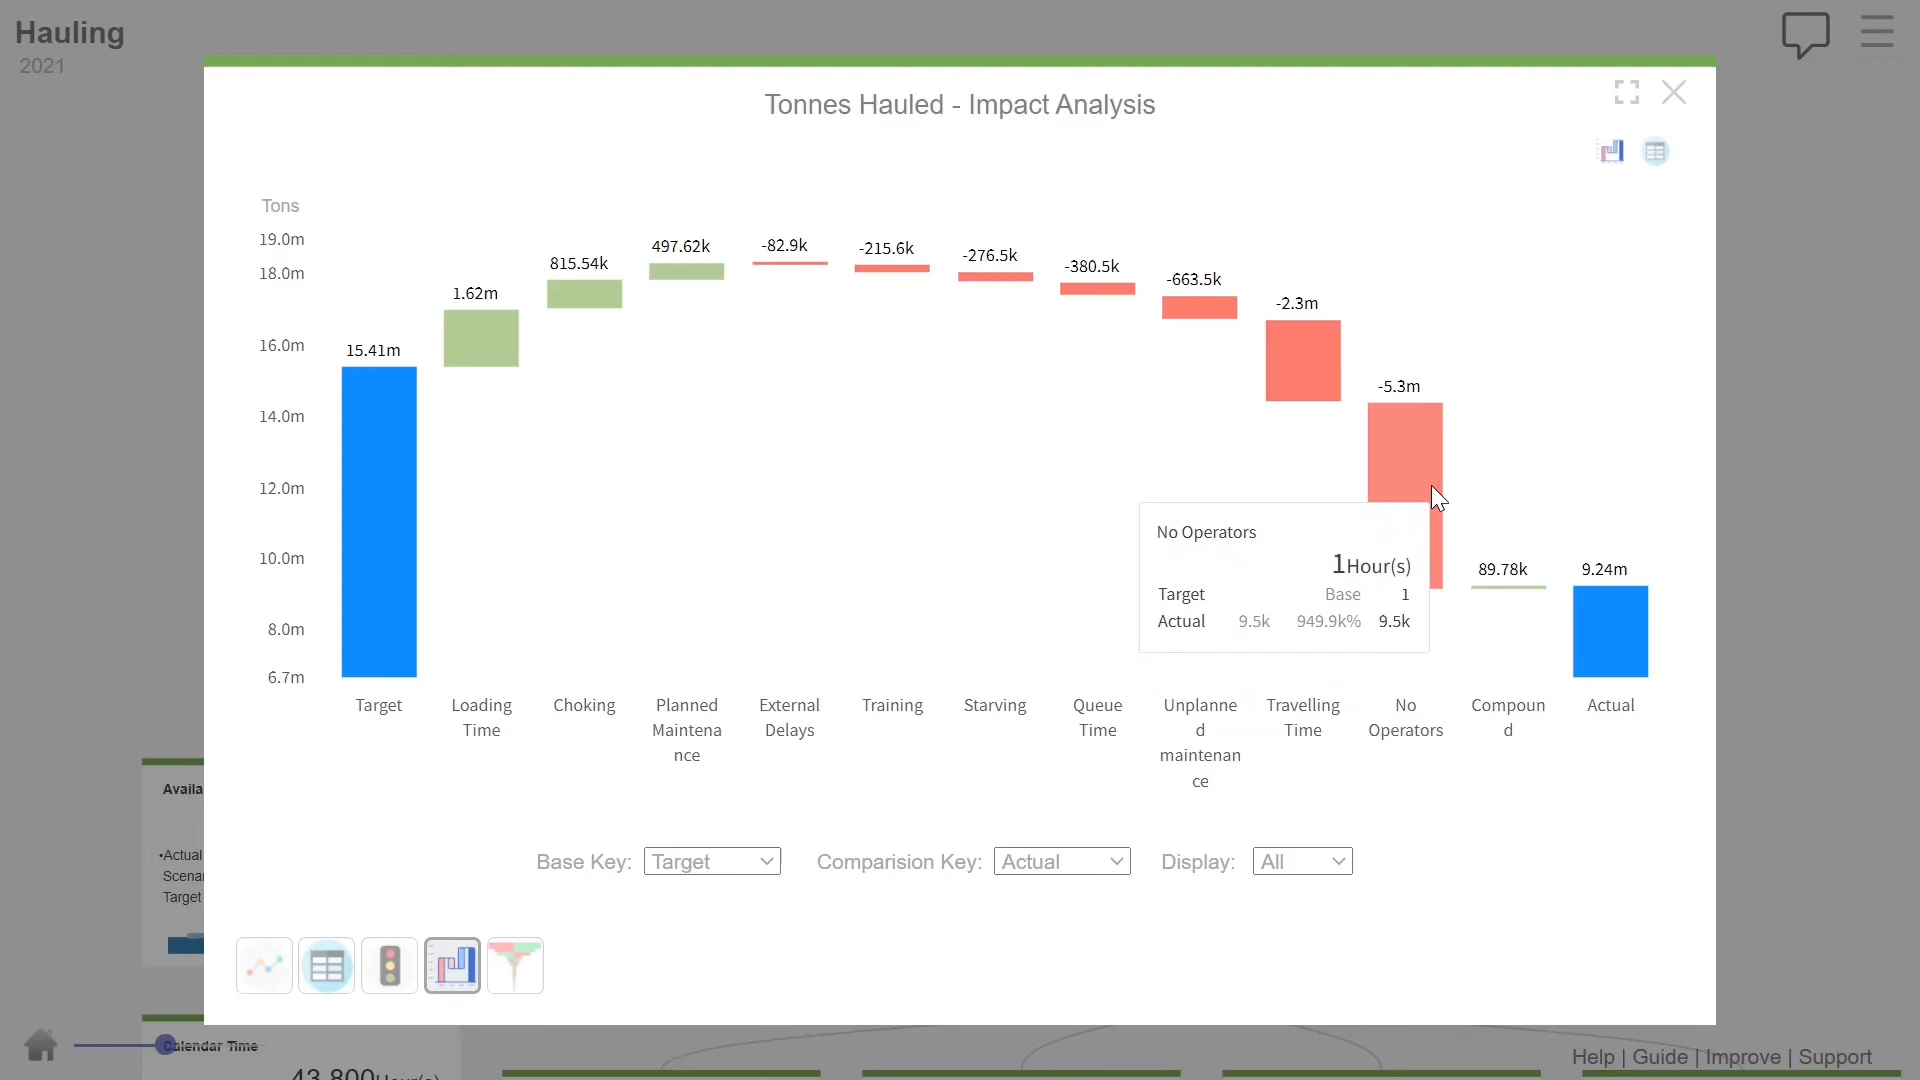 Hauling
2021
Tonnes Hauled - Impact Analysis
Tons
19.0m
18.0m
16.0m
14.0m
12.0m
10.0m
8.0m
6.7m
15.41m
1.62m
815.54k
497.62k
-82.9k
-215.6k
-276.5k
-380.5k
-663.5k
-2.3m
-5.3m
89.78k
9.24m
No Operators
1Hour(s)
Target Base 1
Actual 9.5k 949.9k% 9.5k
Target
Loading
Time
Choking
Planned
Maintena
nce
External
Delays
Training
Starving
Queue
Time
Unplanne
d
maintenan
ce
Travelling
Time
No
Operators
Compoun
d
Actual
Availa
•Actual
Scenar
Target
Base Key: Target Comparision Key: Actual Display: All
Calendar Time
43,800Hour(s)
Help | Guide | Improve | Support